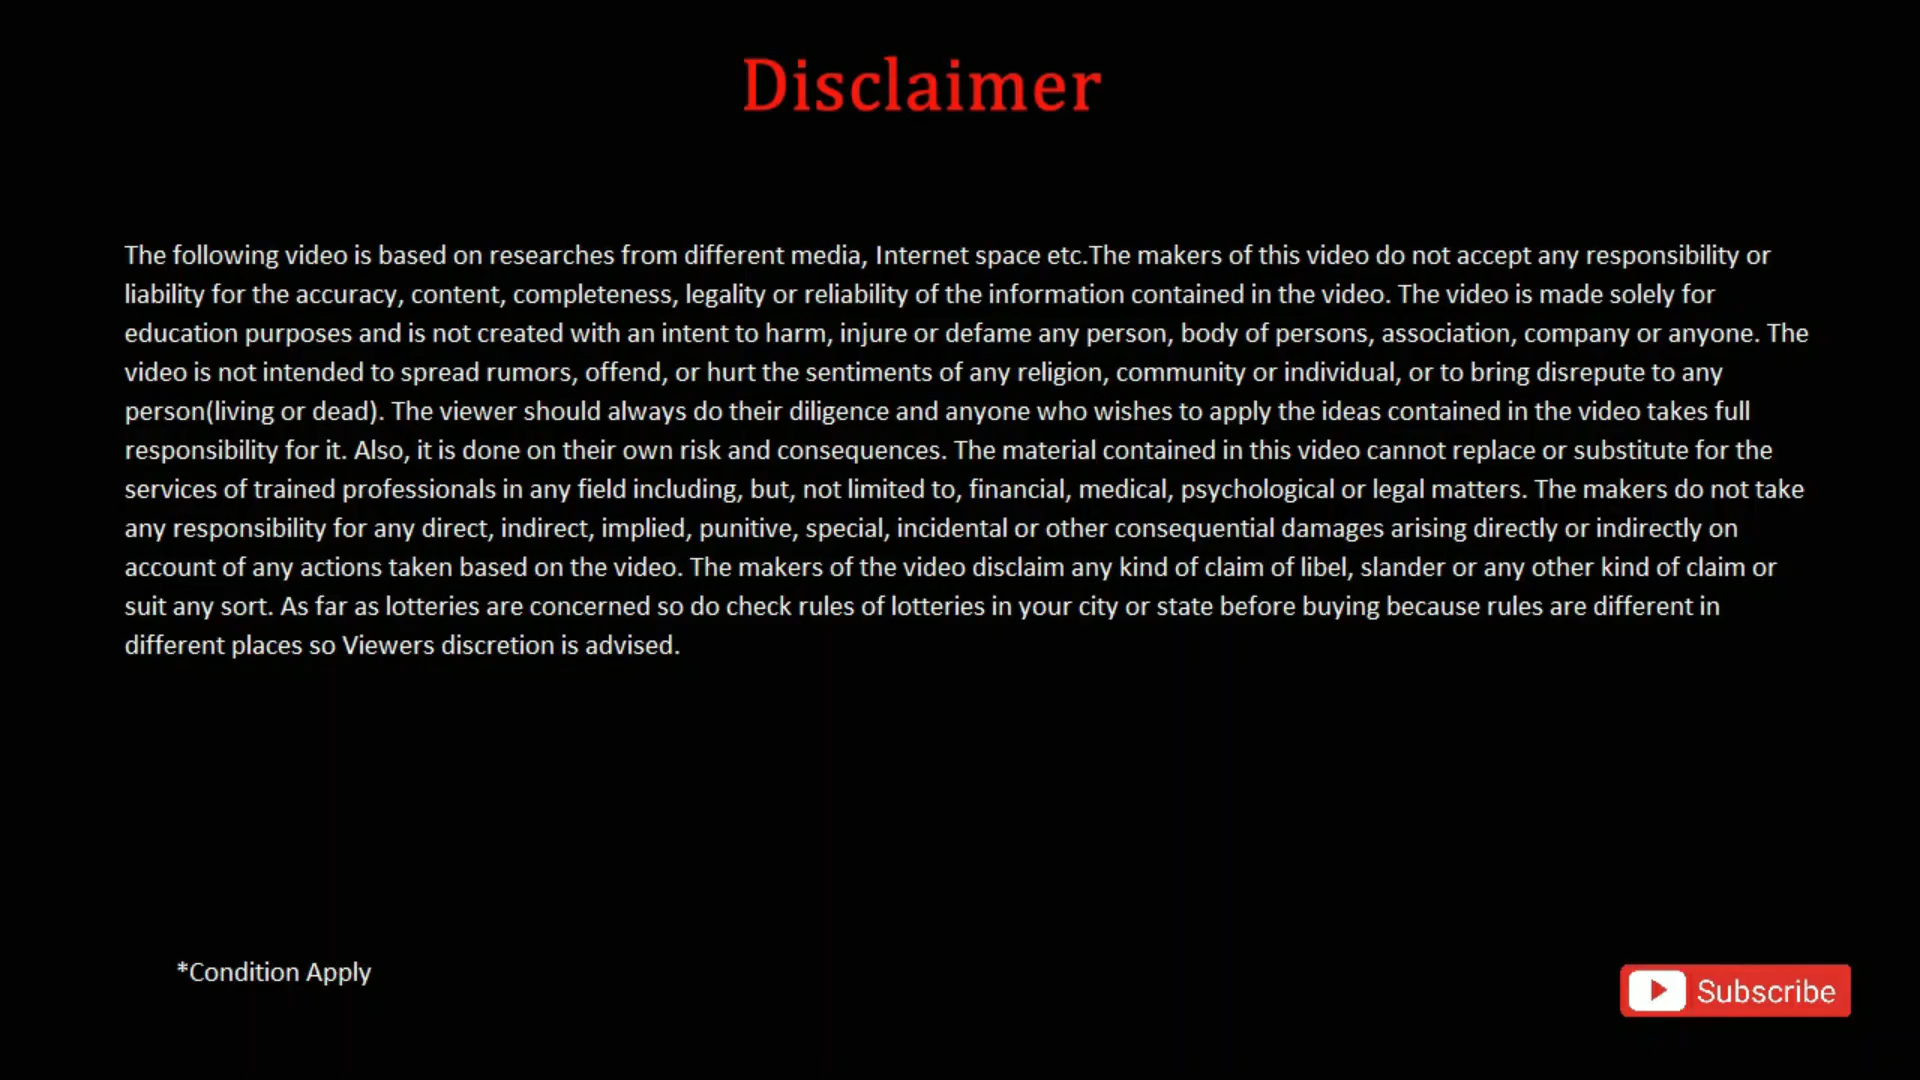 Disclaimer
The following video is based on researches from different media, Internet space etc.The makers of this video do not accept any responsibility or
liability for the accuracy, content, completeness, legality or reliability of the information contained in the video. The video is made solely for
education purposes and is not created with an intent to harm, injure or defame any person, body of persons, association, company or anyone. The
video is not intended to spread rumors, offend, or hurt the sentiments of any religion, community or individual, or to bring disrepute to any
person(living or dead). The viewer should always do their diligence and anyone who wishes to apply the ideas contained in the video takes full
responsibility for it. Also, it is done on their own risk and consequences. The material contained in this video cannot replace or substitute for the
services of trained professionals in any field including, but, not limited to, financial, medical, psychological or legal matters. The makers do not take
any responsibility for any direct, indirect, implied, punitive, special, incidental or other consequential damages arising directly or indirectly on
account of any actions taken based on the video. The makers of the video disclaim any kind of claim of libel, slander or any other kind of claim or
suit any sort. As far as lotteries are concerned so do check rules of lotteries in your city or state before buying because rules are different in
different places so Viewers discretion is advised.
*Condition Apply
Subscribe